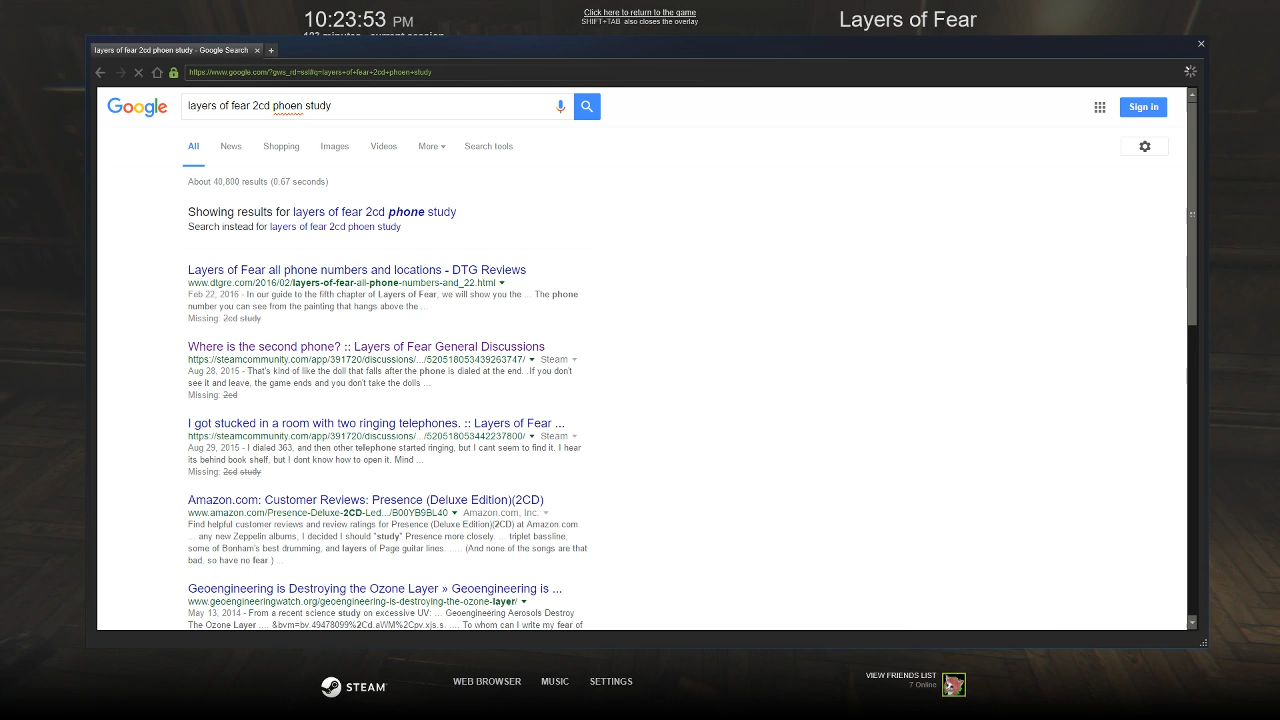 10:23:53 PM
Click here to return to the game
SHIFT+TAB also closes the overlay
Layers of Fear
layers of fear 2cd phoen study - Google Search
https://www.google.com/?gws_rd=ssl#q=layers+of+fear+2cd+phoen+study
Google
layers of fear 2cd phoen study
Sign in
All News Shopping Images Videos More Search tools
About 40,800 results (0.67 seconds)
Showing results for layers of fear 2cd phone study
Search instead for layers of fear 2cd phoen study
Layers of Fear all phone numbers and locations - DTG Reviews
www.dtgre.com/2016/02/layers-of-fear-all-phone-numbers-and_22.html
Feb 22, 2016 - In our guide to the fifth chapter of Layers of Fear, we will show you the ... The phone
number you can see from the painting that hangs above the ...
Missing: 2cd study
Where is the second phone? :: Layers of Fear General Discussions
https://steamcommunity.com/app/391720/discussions/.../520518053439263747/ Steam
Aug 28, 2015 - That's kind of like the doll that falls after the phone is dialed at the end. .If you don't
see it and leave, the game ends and you don't take the dolls ...
Missing: 2cd
I got stucked in a room with two ringing telephones. :: Layers of Fear ...
https://steamcommunity.com/app/391720/discussions/.../520518053442237800/ Steam
Aug 29, 2015 - I dialed 363, and then other telephone started ringing, but I cant seem to find it. I hear
its behind book shelf, but I dont know how to open it. Mind ...
Missing: 2cd study
Amazon.com: Customer Reviews: Presence (Deluxe Edition)(2CD)
www.amazon.com/Presence-Deluxe-2CD-Led.../B00YB9BL40 Amazon.com, Inc.
Find helpful customer reviews and review ratings for Presence (Deluxe Edition)(2CD) at Amazon.com.
... any new Zeppelin albums, I decided I should "study" Presence more closely. ... triplet bassline,
some of Bonham's best drumming, and layers of Page guitar lines. ..... (And none of the songs are that
bad, so have no fear.) ...
Geoengineering is Destroying the Ozone Layer » Geoengineering is ...
www.geoengineeringwatch.org/geoengineering-is-destroying-the-ozone-layer/
May 13, 2014 - From a recent science study on excessive UV: ... Geoengineering Aerosols Destroy
The Ozone Layer .... &bvm=bv.49478099%2Cd.aWM%2Cpv.xjs.s. .... To whom can I write my fear of
STEAM
WEB BROWSER MUSIC SETTINGS
VIEW FRIENDS LIST
7 Online